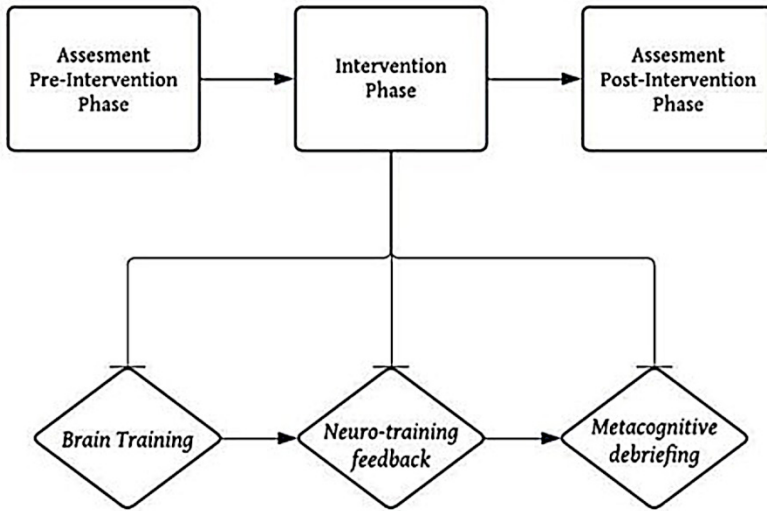 Assesment
Pre-Intervention
Phase
Intervention
Phase
Assesment
Post-Intervention
Phase
Brain Training
Neuro-training
feedback
Metacognitive
debriefing